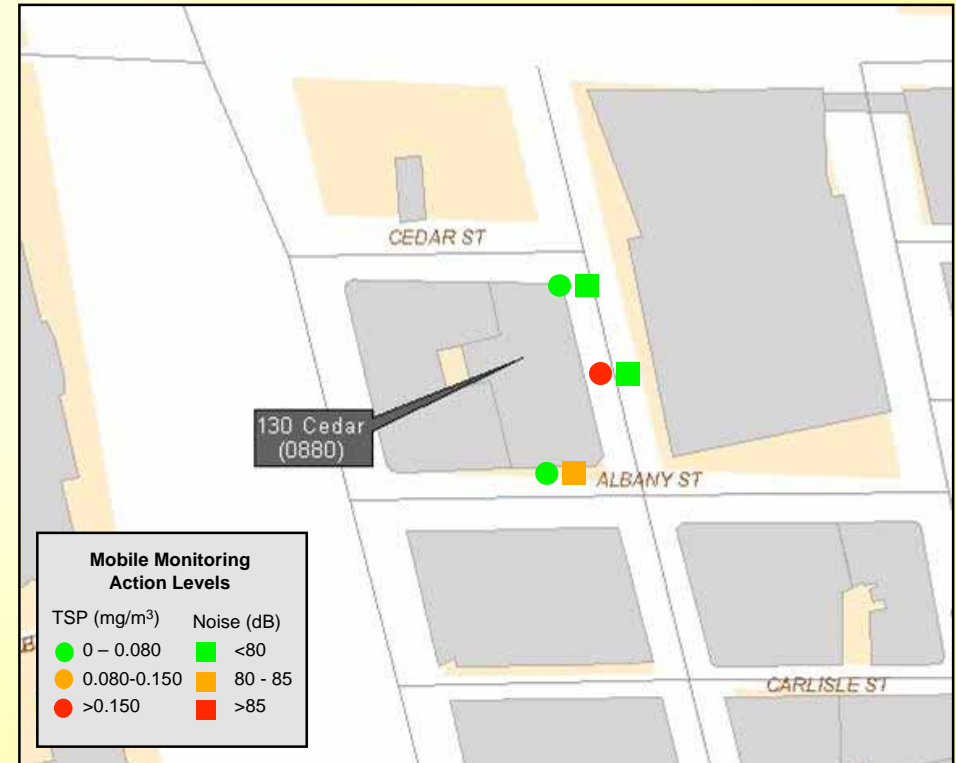 CEDAR ST
130 Cedar
(0880)
ALBANY ST
Mobile Monitoring
Action Levels
TSP (mg/m³) Noise (dB)
0 – 0.080 <80
0.080-0.150 80 - 85
>0.150 >85
CARLISLE ST